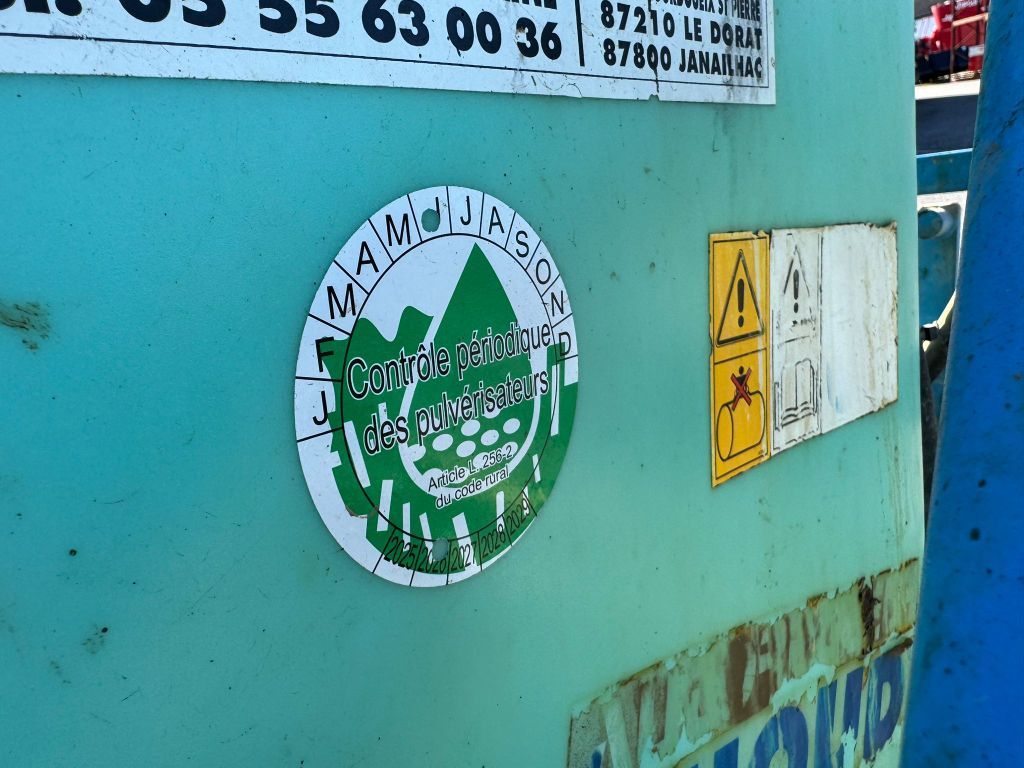 05 55 63 00 36
87210 LE DORAT
87800 JANAILHAC
J F M A M J J A S O N D
Contrôle périodique
des pulvérisateurs
Article L. 256-2
du code rural
2025 2026 2027 2028 2029